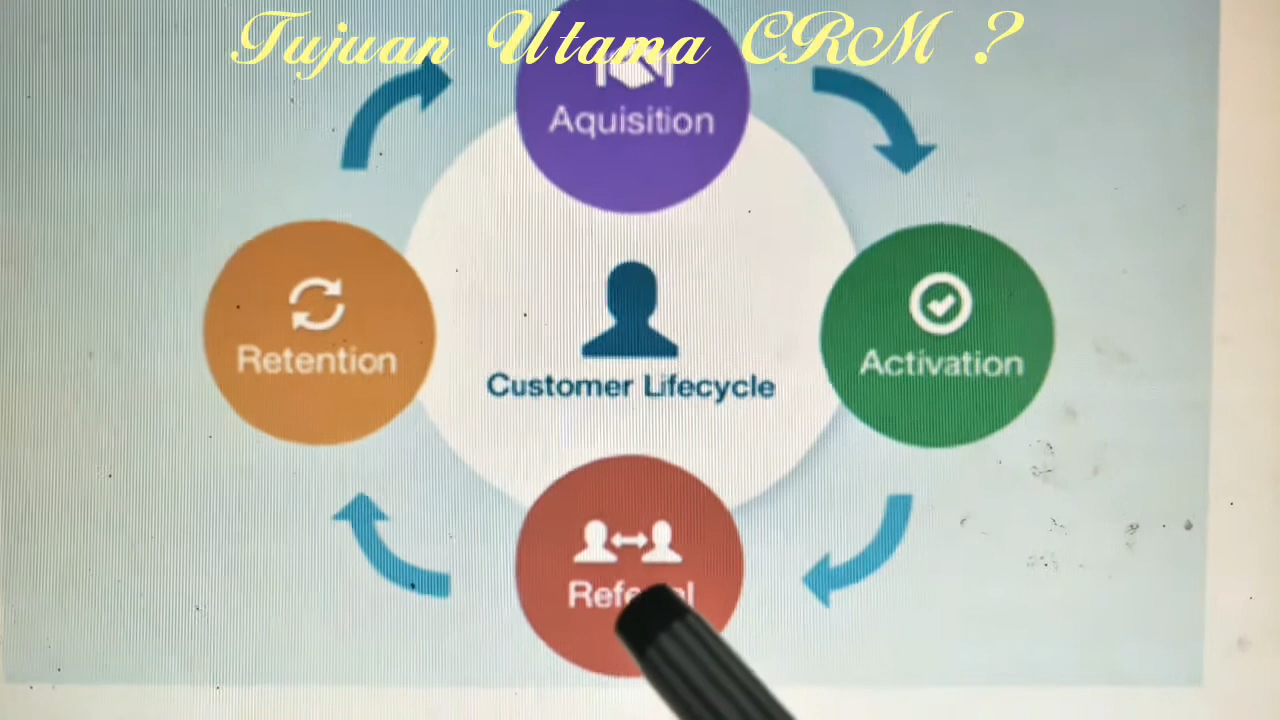 Tujuan Utama CRM ?
Aquisition
Retention
Activation
Customer Lifecycle